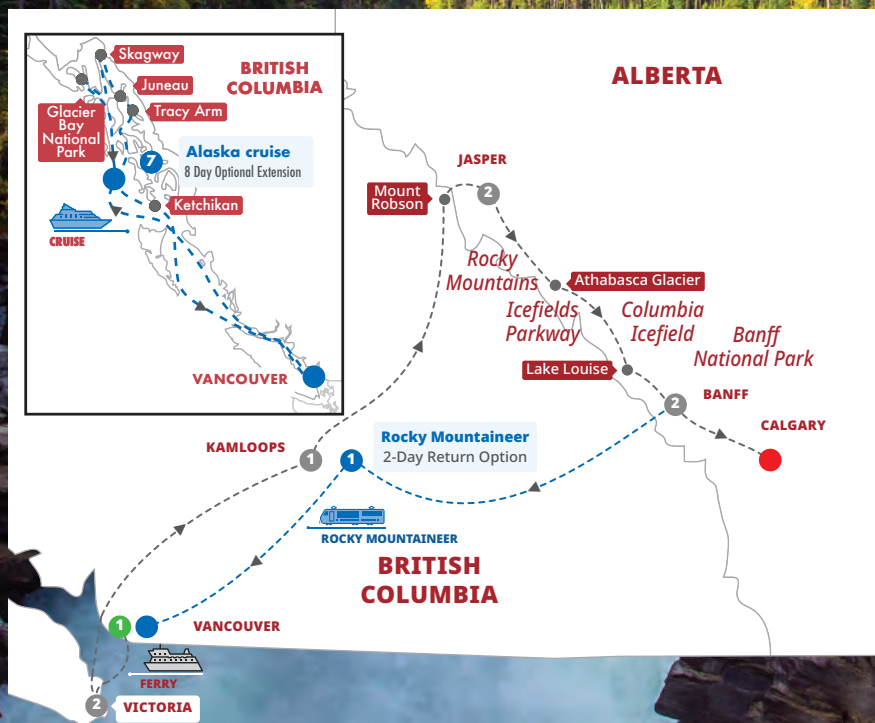 Skagway
BRITISH
COLUMBIA
Juneau
Tracy Arm
Glacier
Bay
National
Park
7
Alaska cruise
8 Day Optional Extension
Ketchikan
CRUISE
VANCOUVER
ALBERTA
JASPER
2
Mount
Robson
Rocky
Mountains
Athabasca Glacier
Icefields
Parkway
Columbia
Icefield
Banff
National Park
Lake Louise
2
BANFF
CALGARY
KAMLOOPS
1
1
Rocky Mountaineer
2-Day Return Option
ROCKY MOUNTAINEER
BRITISH
COLUMBIA
1
VANCOUVER
FERRY
2
VICTORIA